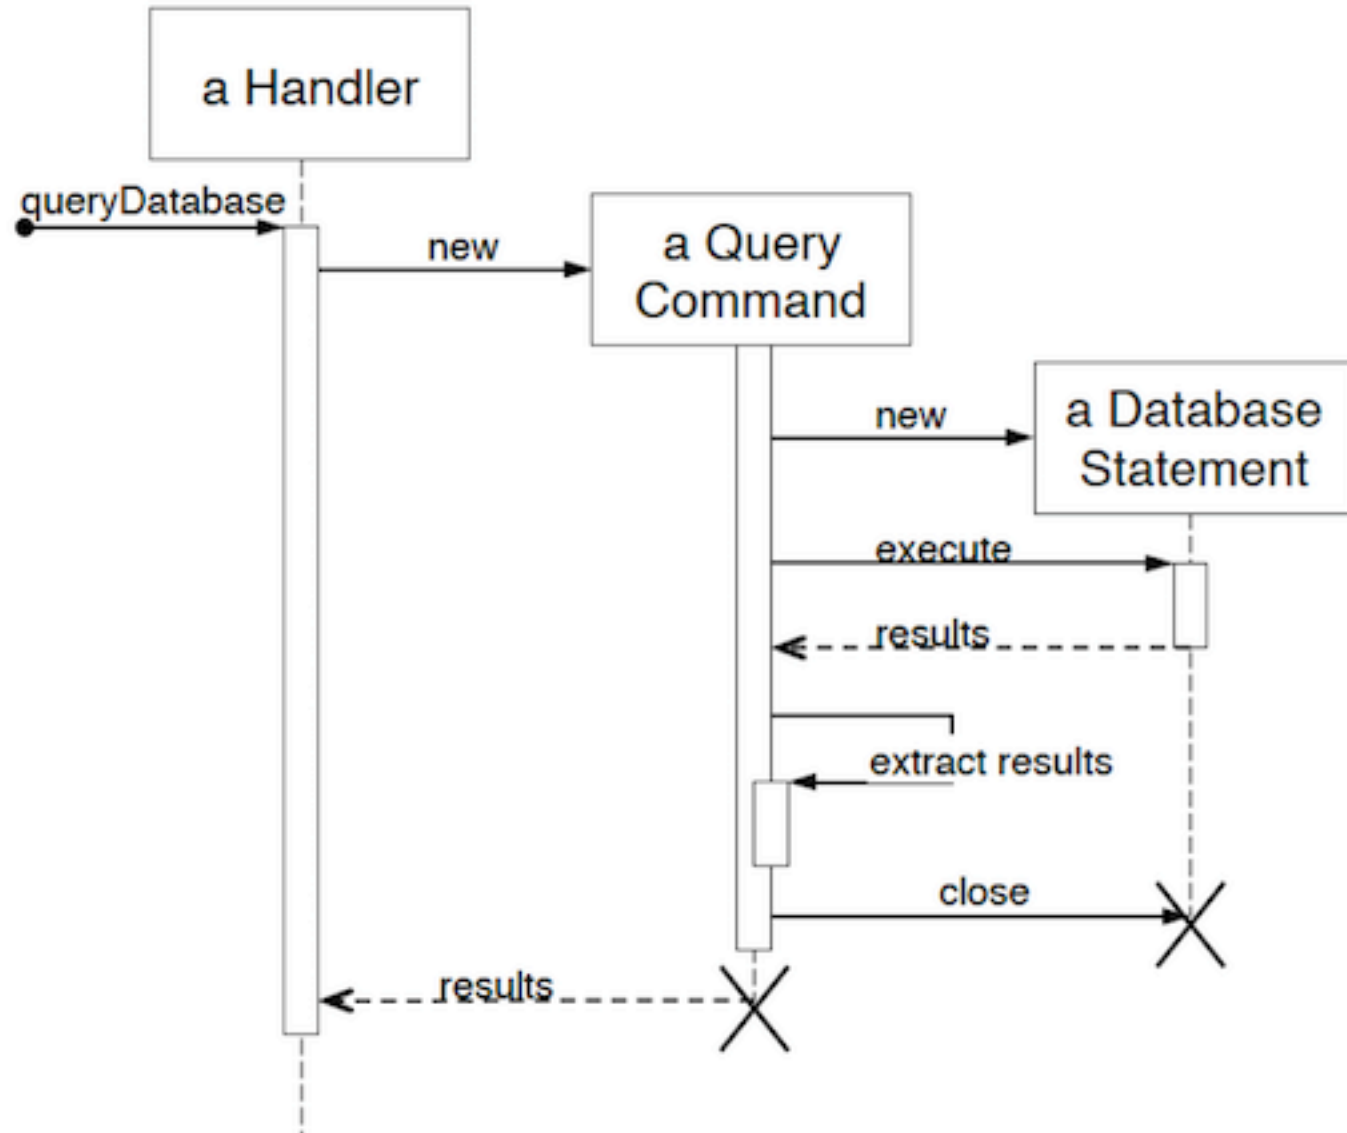 a Handler
queryDatabase
new
a Query
Command
new
a Database
Statement
execute
results
extract results
close
results